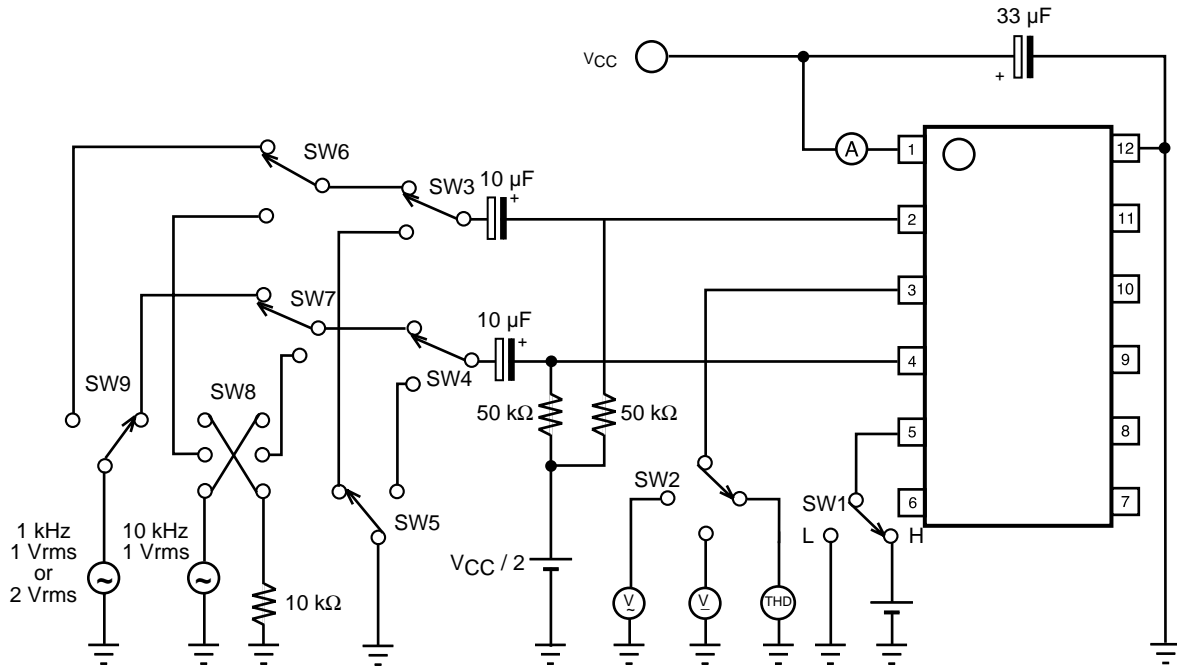 33 µF
VCC
+
A
1
12
SW6
SW3
10 µF
+
2
11
3
10
SW7
10 µF
+
SW4
4
9
SW9
SW8
50 kΩ
50 kΩ
5
8
SW2
SW1
6
7
SW5
L
H
1 kHz
1 Vrms
or
2 Vrms
10 kHz
1 Vrms
VCC / 2
10 kΩ
V
V
THD